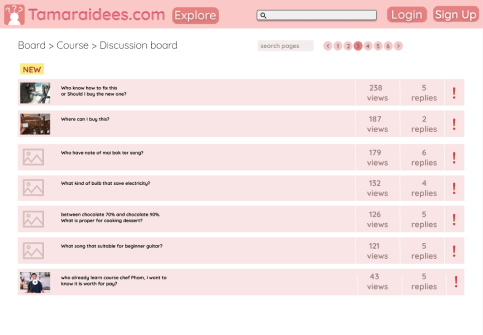 Tamaraidees.com Explore Login Sign Up
Board > Course > Discussion board search pages < 1 2 3 4 5 6 >
NEW
Who know how to fix this
or Should I buy the new one?
238 views
5 replies
!
Where can I buy this?
187 views
2 replies
!
Who have note of mai bok ter song?
179 views
6 replies
!
What kind of bulb that save electricity?
132 views
4 replies
!
between chocolate 70% and chocolate 90%.
What is proper for cooking dessert?
126 views
5 replies
!
What song that suitable for beginner guitar?
121 views
5 replies
!
who already learn course chef Pham, I want to
know it is worth for pay?
43 views
5 replies
!